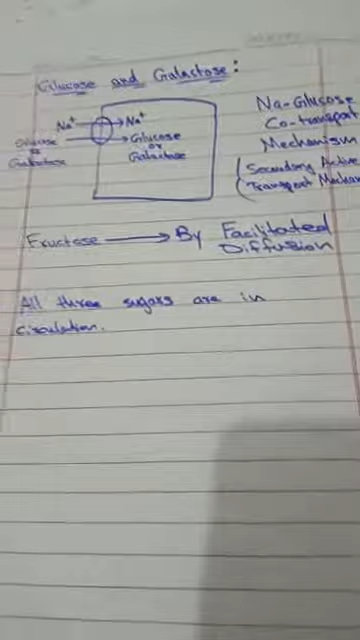 Glucose and Galactose:
Na+ → Na+
Glucose or Galactose → Glucose or Galactose
Na-Glucose
Co-transport
Mechanism
(Secondary Active
Transport Mechan
Fructose → By Facilitated
Diffusion
All three sugars are in
circulation.